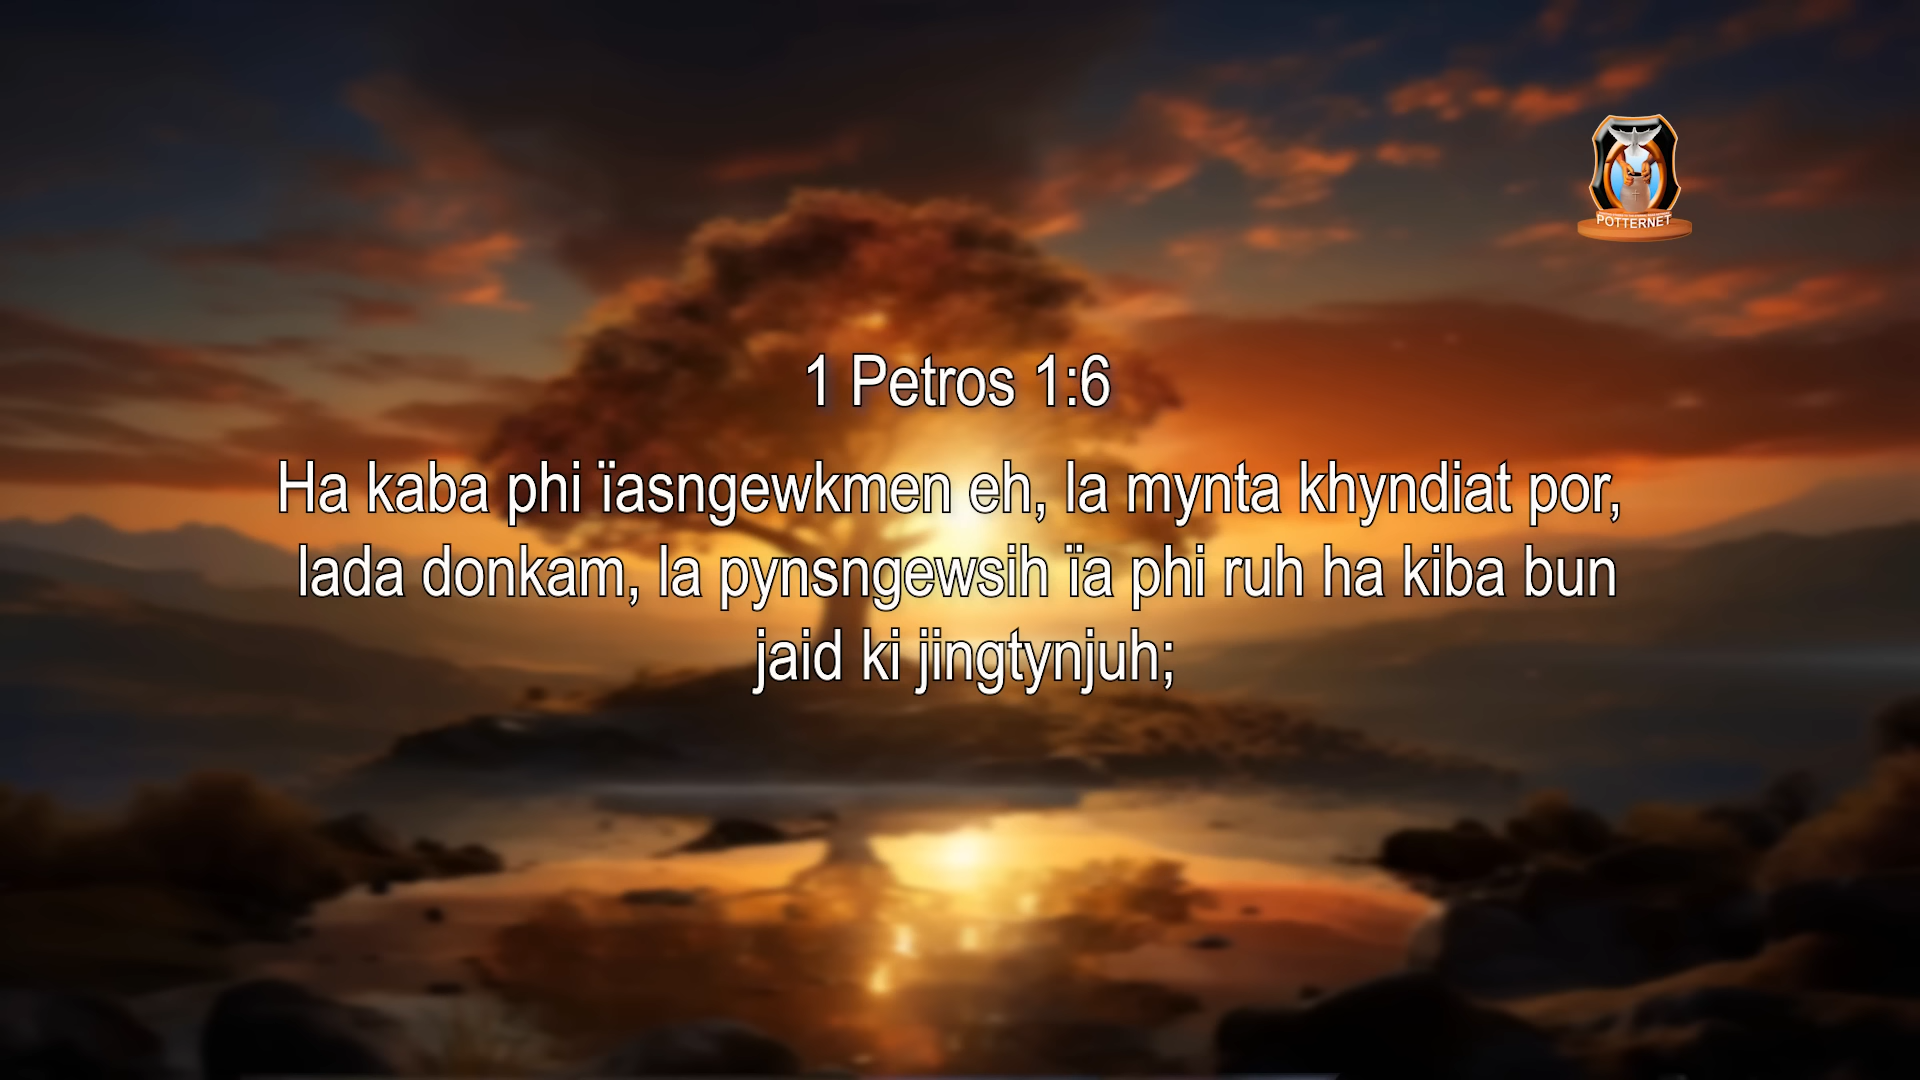 POTTERNET
1 Petros 1:6
Ha kaba phi ïasngewkmen eh, la mynta khyndiat por,
lada donkam, la pynsngewsih ïa phi ruh ha kiba bun
jaid ki jingtynjuh;